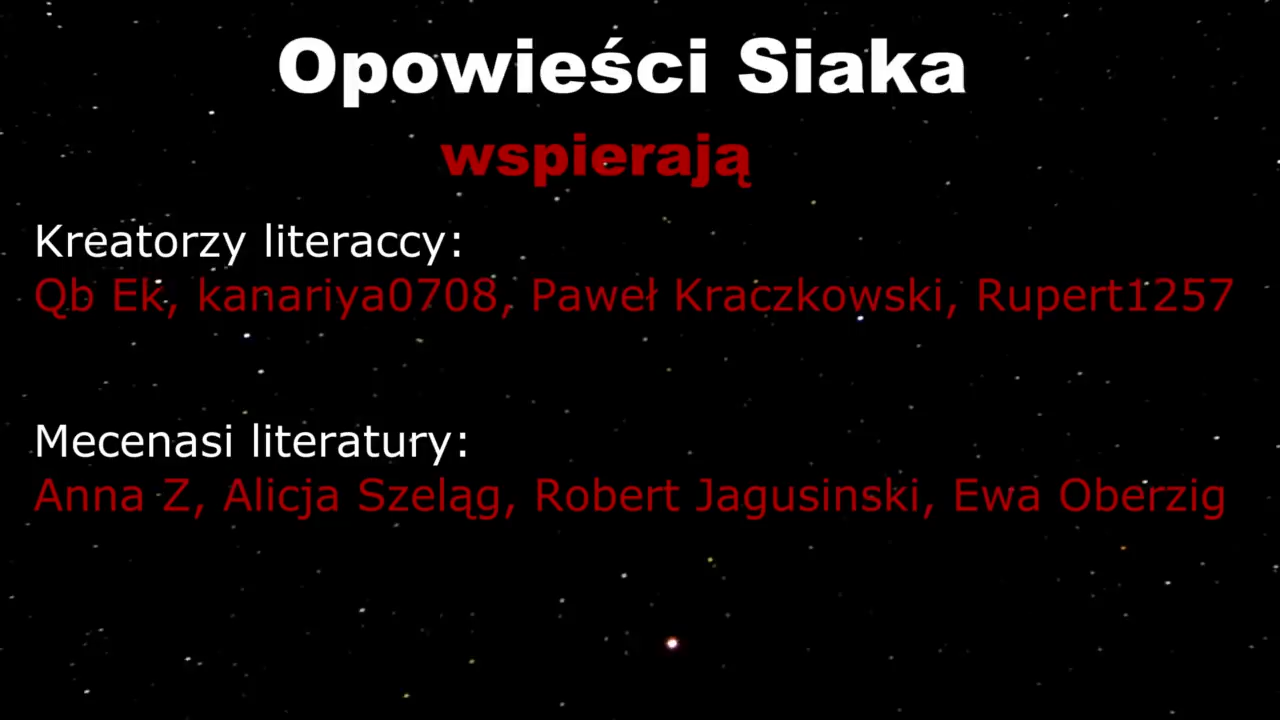 Opowieści Siaka
wspierają
Kreatorzy literaccy:
Qb Ek, kanariya0708, Paweł Kraczkowski, Rupert1257
Mecenasi literatury:
Anna Z, Alicja Szeląg, Robert Jagusinski, Ewa Oberzig